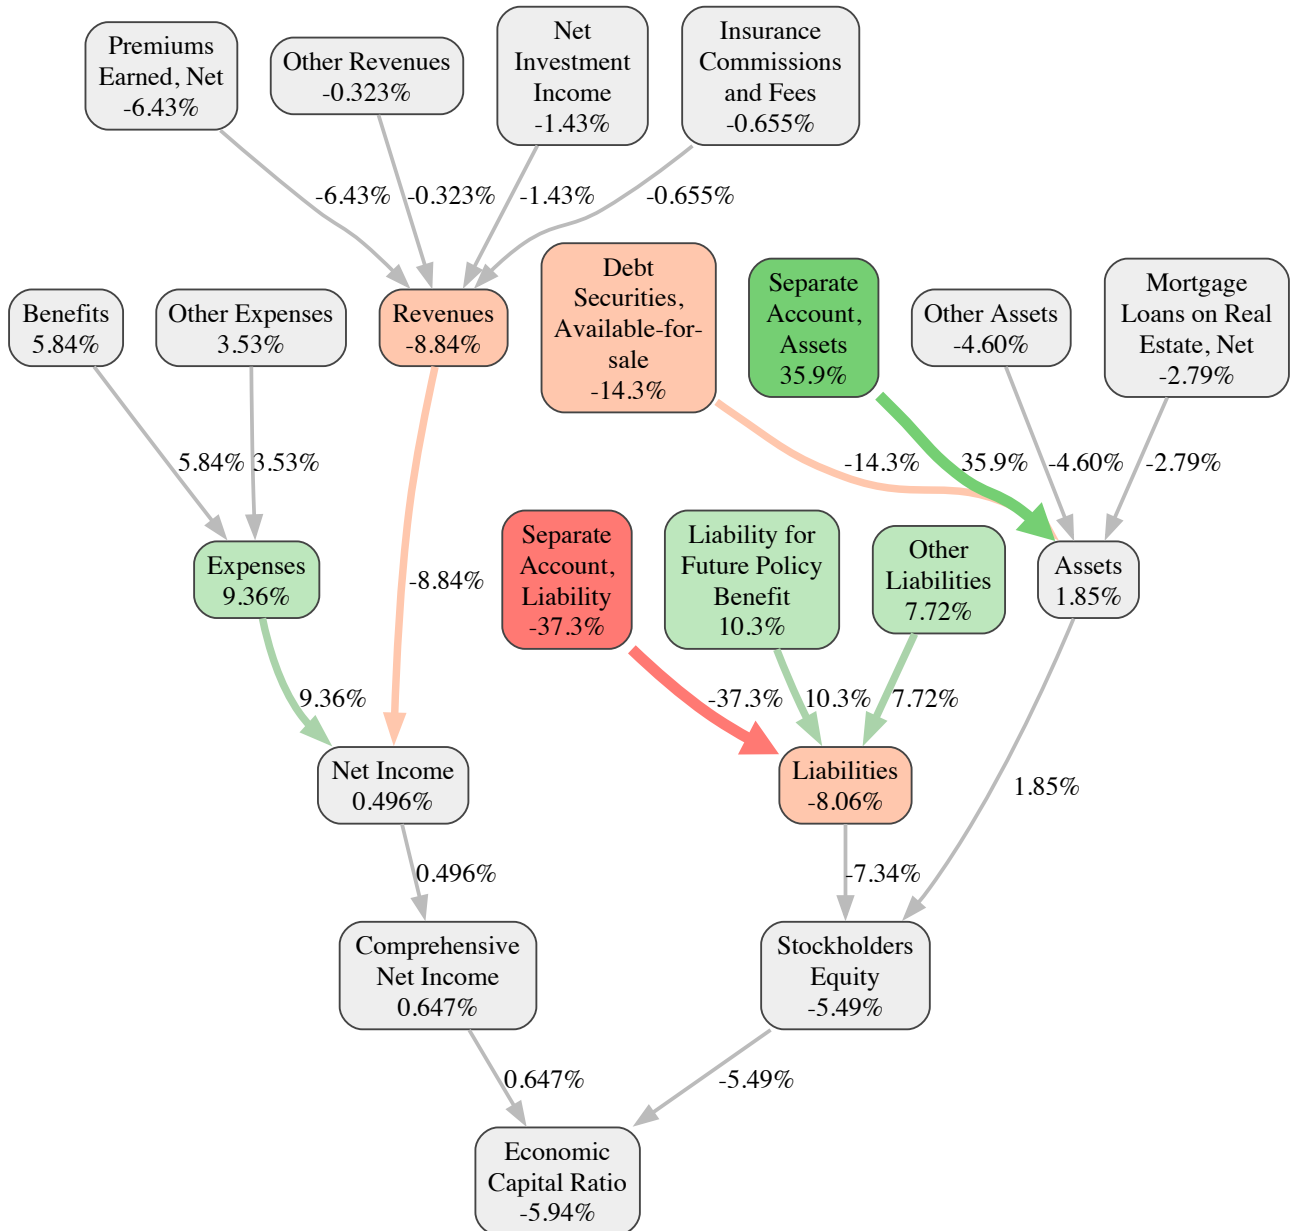 Premiums
Earned, Net
-6.43%
Other Revenues
-0.323%
Net
Investment
Income
-1.43%
Insurance
Commissions
and Fees
-0.655%
-6.43%
-0.323%
-1.43%
-0.655%
Benefits
5.84%
Other Expenses
3.53%
Revenues
-8.84%
Debt
Securities,
Available-for-
sale
-14.3%
Separate
Account,
Assets
35.9%
Other Assets
-4.60%
Mortgage
Loans on Real
Estate, Net
-2.79%
5.84%
3.53%
-14.3%
35.9%
-4.60%
-2.79%
Expenses
9.36%
-8.84%
Separate
Account,
Liability
-37.3%
Liability for
Future Policy
Benefit
10.3%
Other
Liabilities
7.72%
Assets
1.85%
9.36%
-37.3%
10.3%
7.72%
Net Income
0.496%
Liabilities
-8.06%
1.85%
0.496%
-7.34%
Comprehensive
Net Income
0.647%
Stockholders
Equity
-5.49%
0.647%
-5.49%
Economic
Capital Ratio
-5.94%